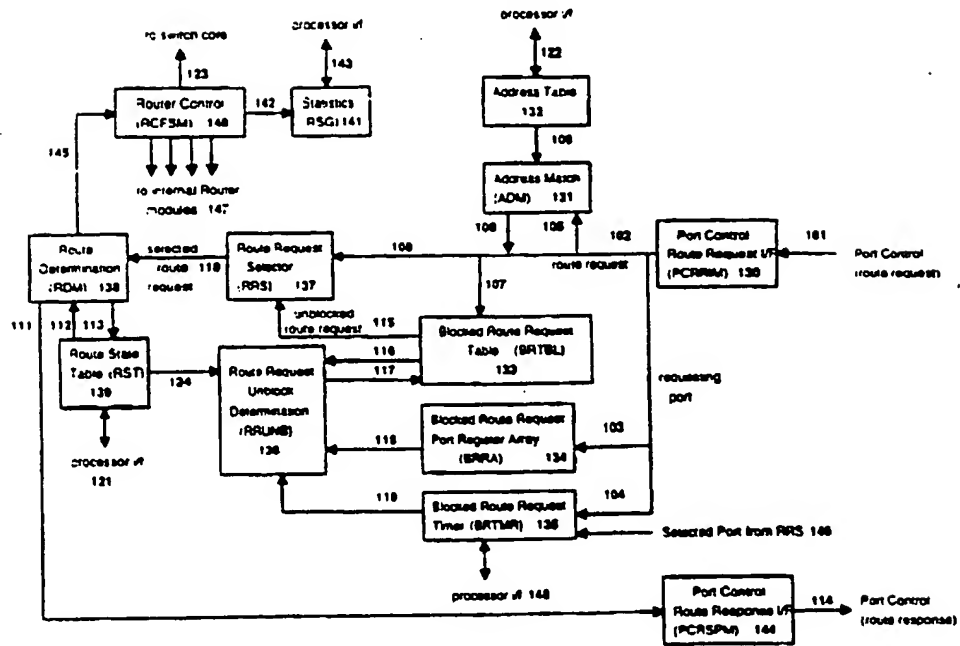 to switch core
123
processor I/F
143
processor I/F
122
Router Control
(RCFSM) 140
142
Statistics
(RSG) 141
Address Table
132
109
145
to internal Router
modules 147
Address Match
(ADM) 131
106
105
102
161
Route
Determination
(RDM) 138
selected
route 110
request
Route Request
Selector
(RRS) 137
108
route request
Port Control
Route Request I/F
(PCRRIM) 130
Port Control
(route request)
107
111
112
113
unblocked
route request
115
Blocked Route Request
Table (BRTBL)
133
116
117
Route State
Table (RST)
139
124
Route Request
Unblock
Determination
(RRUNB)
136
requesting
port
Blocked Route Request
Port Register Array
(BRRA) 134
118
103
processor I/F
121
119
Blocked Route Request
Timer (BRTMR) 135
104
Selected Port from RRS 146
processor I/F 148
Port Control
Route Response I/F
(PCRSPM) 144
114
Port Control
(route response)